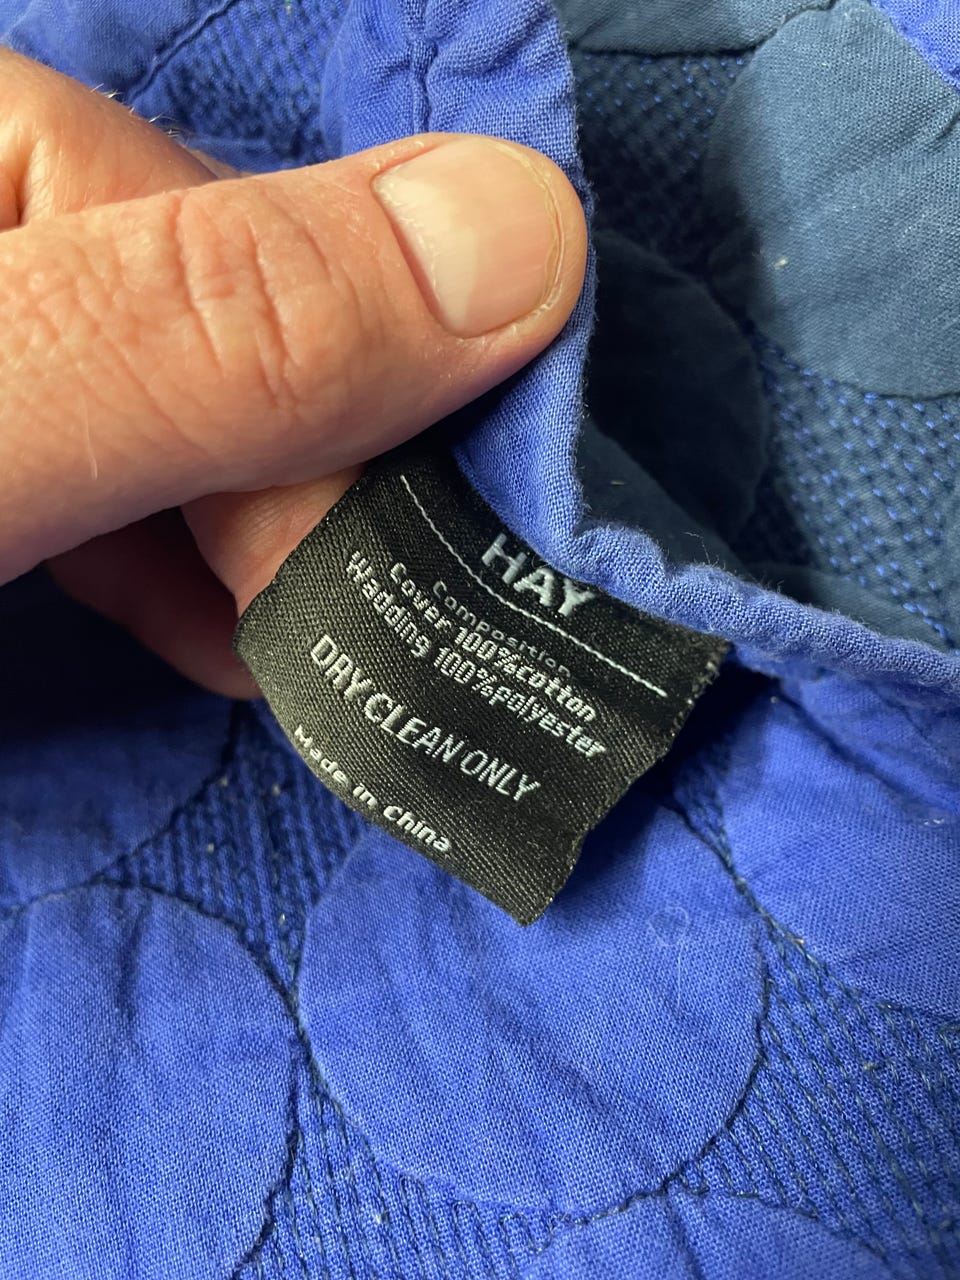 HAY
Composition
Cover 100%cotton
Wadding 100%polyester
DRY CLEAN ONLY
Made in China